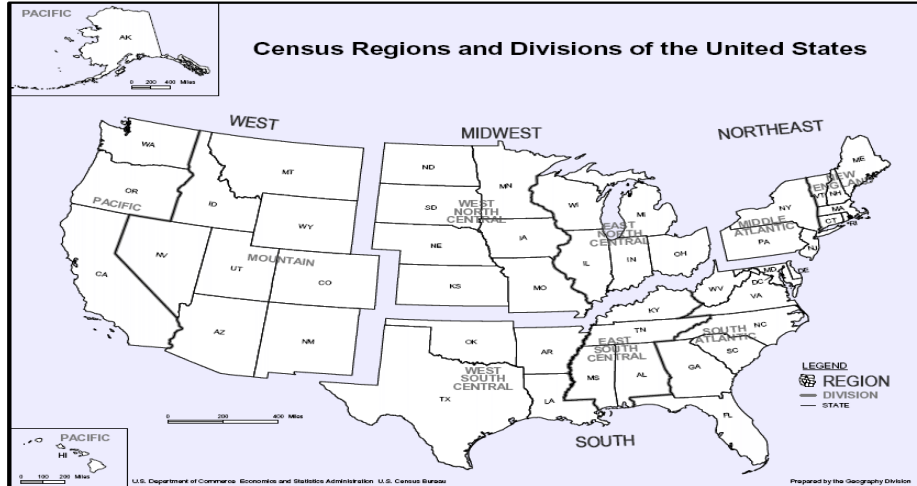 PACIFIC
AK
0 200 400 Miles
Census Regions and Divisions of the United States
WEST
MIDWEST
NORTHEAST
WA
MT
ND
MN
ME
OR
ID
SD
WI
MI
NY
VT
NH
NEW
ENGLAND
PACIFIC
WY
WEST
NORTH
CENTRAL
EAST
NORTH
CENTRAL
MIDDLE
ATLANTIC
MA
CT
RI
NV
UT
MOUNTAIN
NE
IA
PA
NJ
CA
CO
KS
MO
IL
IN
OH
MD
DE
DC
WV
VA
AZ
NM
OK
AR
KY
TN
NC
EAST
SOUTH
CENTRAL
SOUTH
ATLANTIC
SC
WEST
SOUTH
CENTRAL
TX
LA
MS
AL
GA
FL
LEGEND
REGION
DIVISION
STATE
0 200 400 Miles
SOUTH
PACIFIC
HI
0 100 200 Miles
U.S. Department of Commerce Economics and Statistics Administration U.S. Census Bureau
Prepared by the Geography Division